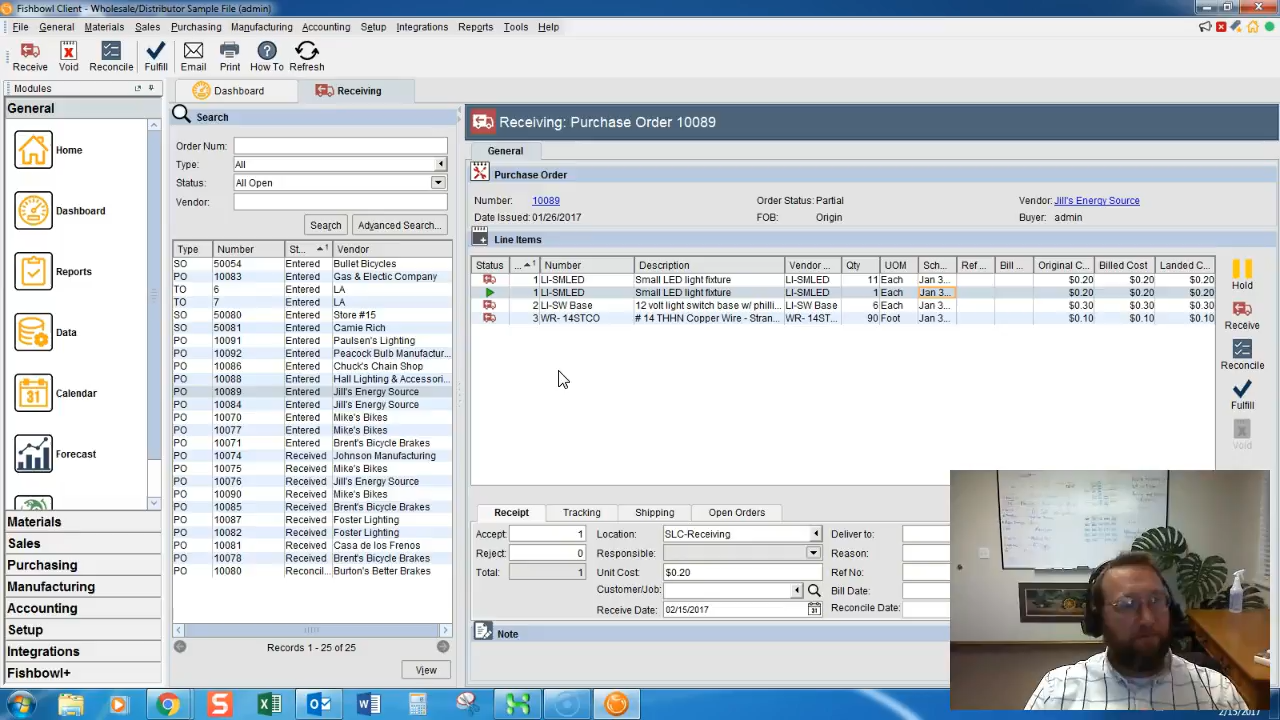 Fishbowl Client - Wholesale/Distributor Sample File (admin)
File General Materials Sales Purchasing Manufacturing Accounting Setup Integrations Reports Tools Help
Receive Void Reconcile Fulfill Email Print How To Refresh
Modules
General
Home
Dashboard
Reports
Data
Calendar
31
Forecast
Materials
Sales
Purchasing
Manufacturing
Accounting
Setup
Integrations
Fishbowl+
Dashboard Receiving
Search
Order Num:
Type: All
Status: All Open
Vendor:
Search Advanced Search...
Type Number St... Vendor
SO 50054 Entered Bullet Bicycles
PO 10083 Entered Gas & Electic Company
TO 6 Entered LA
TO 7 Entered LA
SO 50080 Entered Store #15
SO 50081 Entered Camie Rich
PO 10091 Entered Paulsen's Lighting
PO 10092 Entered Peacock Bulb Manufactur...
PO 10086 Entered Chuck's Chain Shop
PO 10088 Entered Hall Lighting & Accessori...
PO 10089 Entered Jill's Energy Source
PO 10084 Entered Jill's Energy Source
PO 10070 Entered Mike's Bikes
PO 10077 Entered Mike's Bikes
PO 10071 Entered Brent's Bicycle Brakes
PO 10074 Received Johnson Manufacturing
PO 10075 Received Mike's Bikes
PO 10076 Received Jill's Energy Source
PO 10090 Received Mike's Bikes
PO 10085 Received Brent's Bicycle Brakes
PO 10087 Received Foster Lighting
PO 10082 Received Foster Lighting
PO 10081 Received Casa de los Frenos
PO 10078 Received Brent's Bicycle Brakes
PO 10080 Reconcil... Burton's Better Brakes
Records 1 - 25 of 25
View
Receiving: Purchase Order 10089
General
Purchase Order
Number: 10089 Order Status: Partial Vendor: Jill's Energy Source
Date Issued: 01/26/2017 FOB: Origin Buyer: admin
Line Items
Status ... Number Description Vendor ... Qty UOM Sch... Ref ... Bill ... Original C... Billed Cost Landed C...
1 LI-SMLED Small LED light fixture LI-SMLED 11 Each Jan 3... $0.20 $0.20 $0.20
1 LI-SMLED Small LED light fixture LI-SMLED 1 Each Jan 3... $0.20 $0.20 $0.20
2 LI-SW Base 12 volt light switch base w/ philli... LI-SW Base 6 Each Jan 3... $0.30 $0.30 $0.30
3 WR- 14STCO # 14 THHN Copper Wire - Stran... WR- 14ST... 90 Foot Jan 3... $0.10 $0.10 $0.10
Hold
Receive
Reconcile
Fulfill
Void
Receipt Tracking Shipping Open Orders
Accept: 1 Location: SLC-Receiving Deliver to:
Reject: 0 Responsible: Reason:
Total: 1 Unit Cost: $0.20 Ref No:
Customer/Job: Bill Date:
Receive Date: 02/15/2017 31 Reconcile Date:
Note
2/15/2017